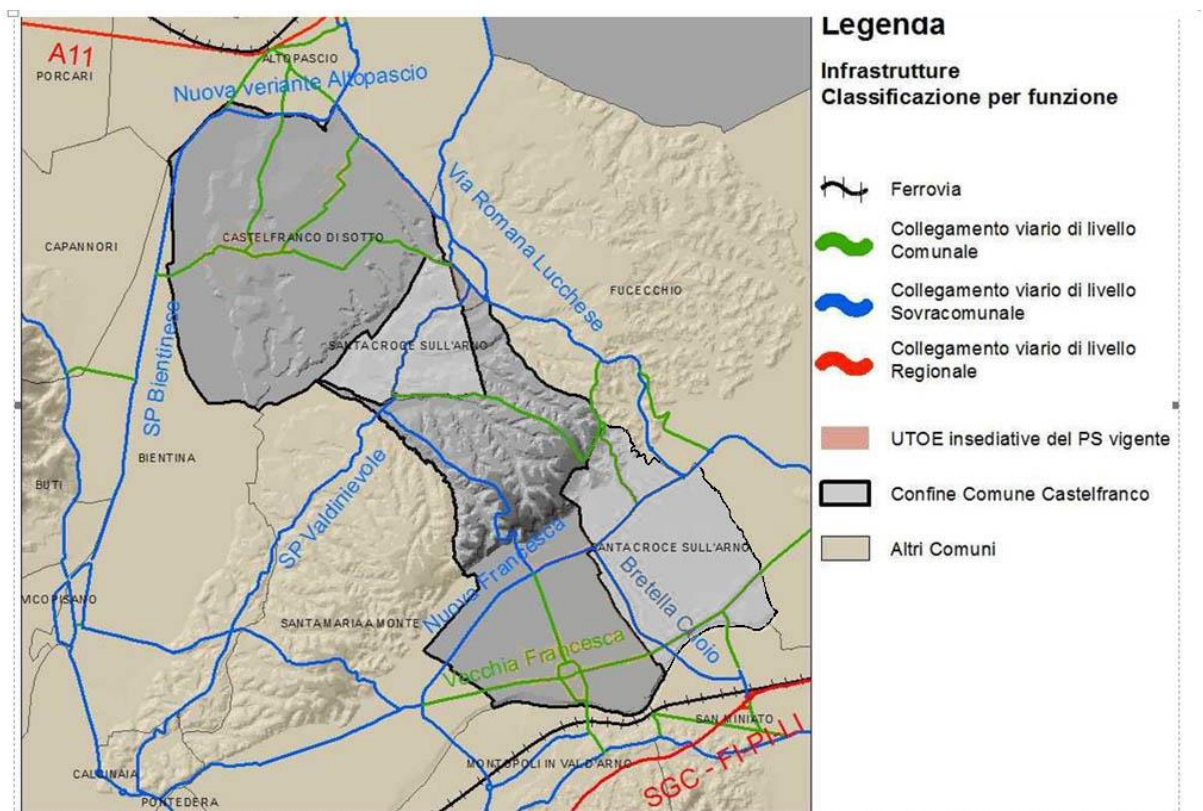 A11
PORCARI
ALTOPASCIO
Nuova veriante Altopascio
Via Romana Lucchese
CAPANNORI
CASTELFRANCO DI SOTTO
FUCECCHIO
SANTA CROCE SULL'ARNO
SP Bientinese
BIENTINA
BUTI
SP Valdinievole
Nuova Francesca
SANTA CROCE SULL'ARNO
Bretella Cuoio
VICOPISANO
SANTA MARIA A MONTE
Vecchia Francesca
SAN MINIATO
CALCINAIA
MONTOPOLI IN VAL D'ARNO
SGC - FI-PI-LI
PONTEDERA
Legenda
Infrastrutture
Classificazione per funzione
Ferrovia
Collegamento viario di livello
Comunale
Collegamento viario di livello
Sovracomunale
Collegamento viario di livello
Regionale
UTOE insediative del PS vigente
Confine Comune Castelfranco
Altri Comuni